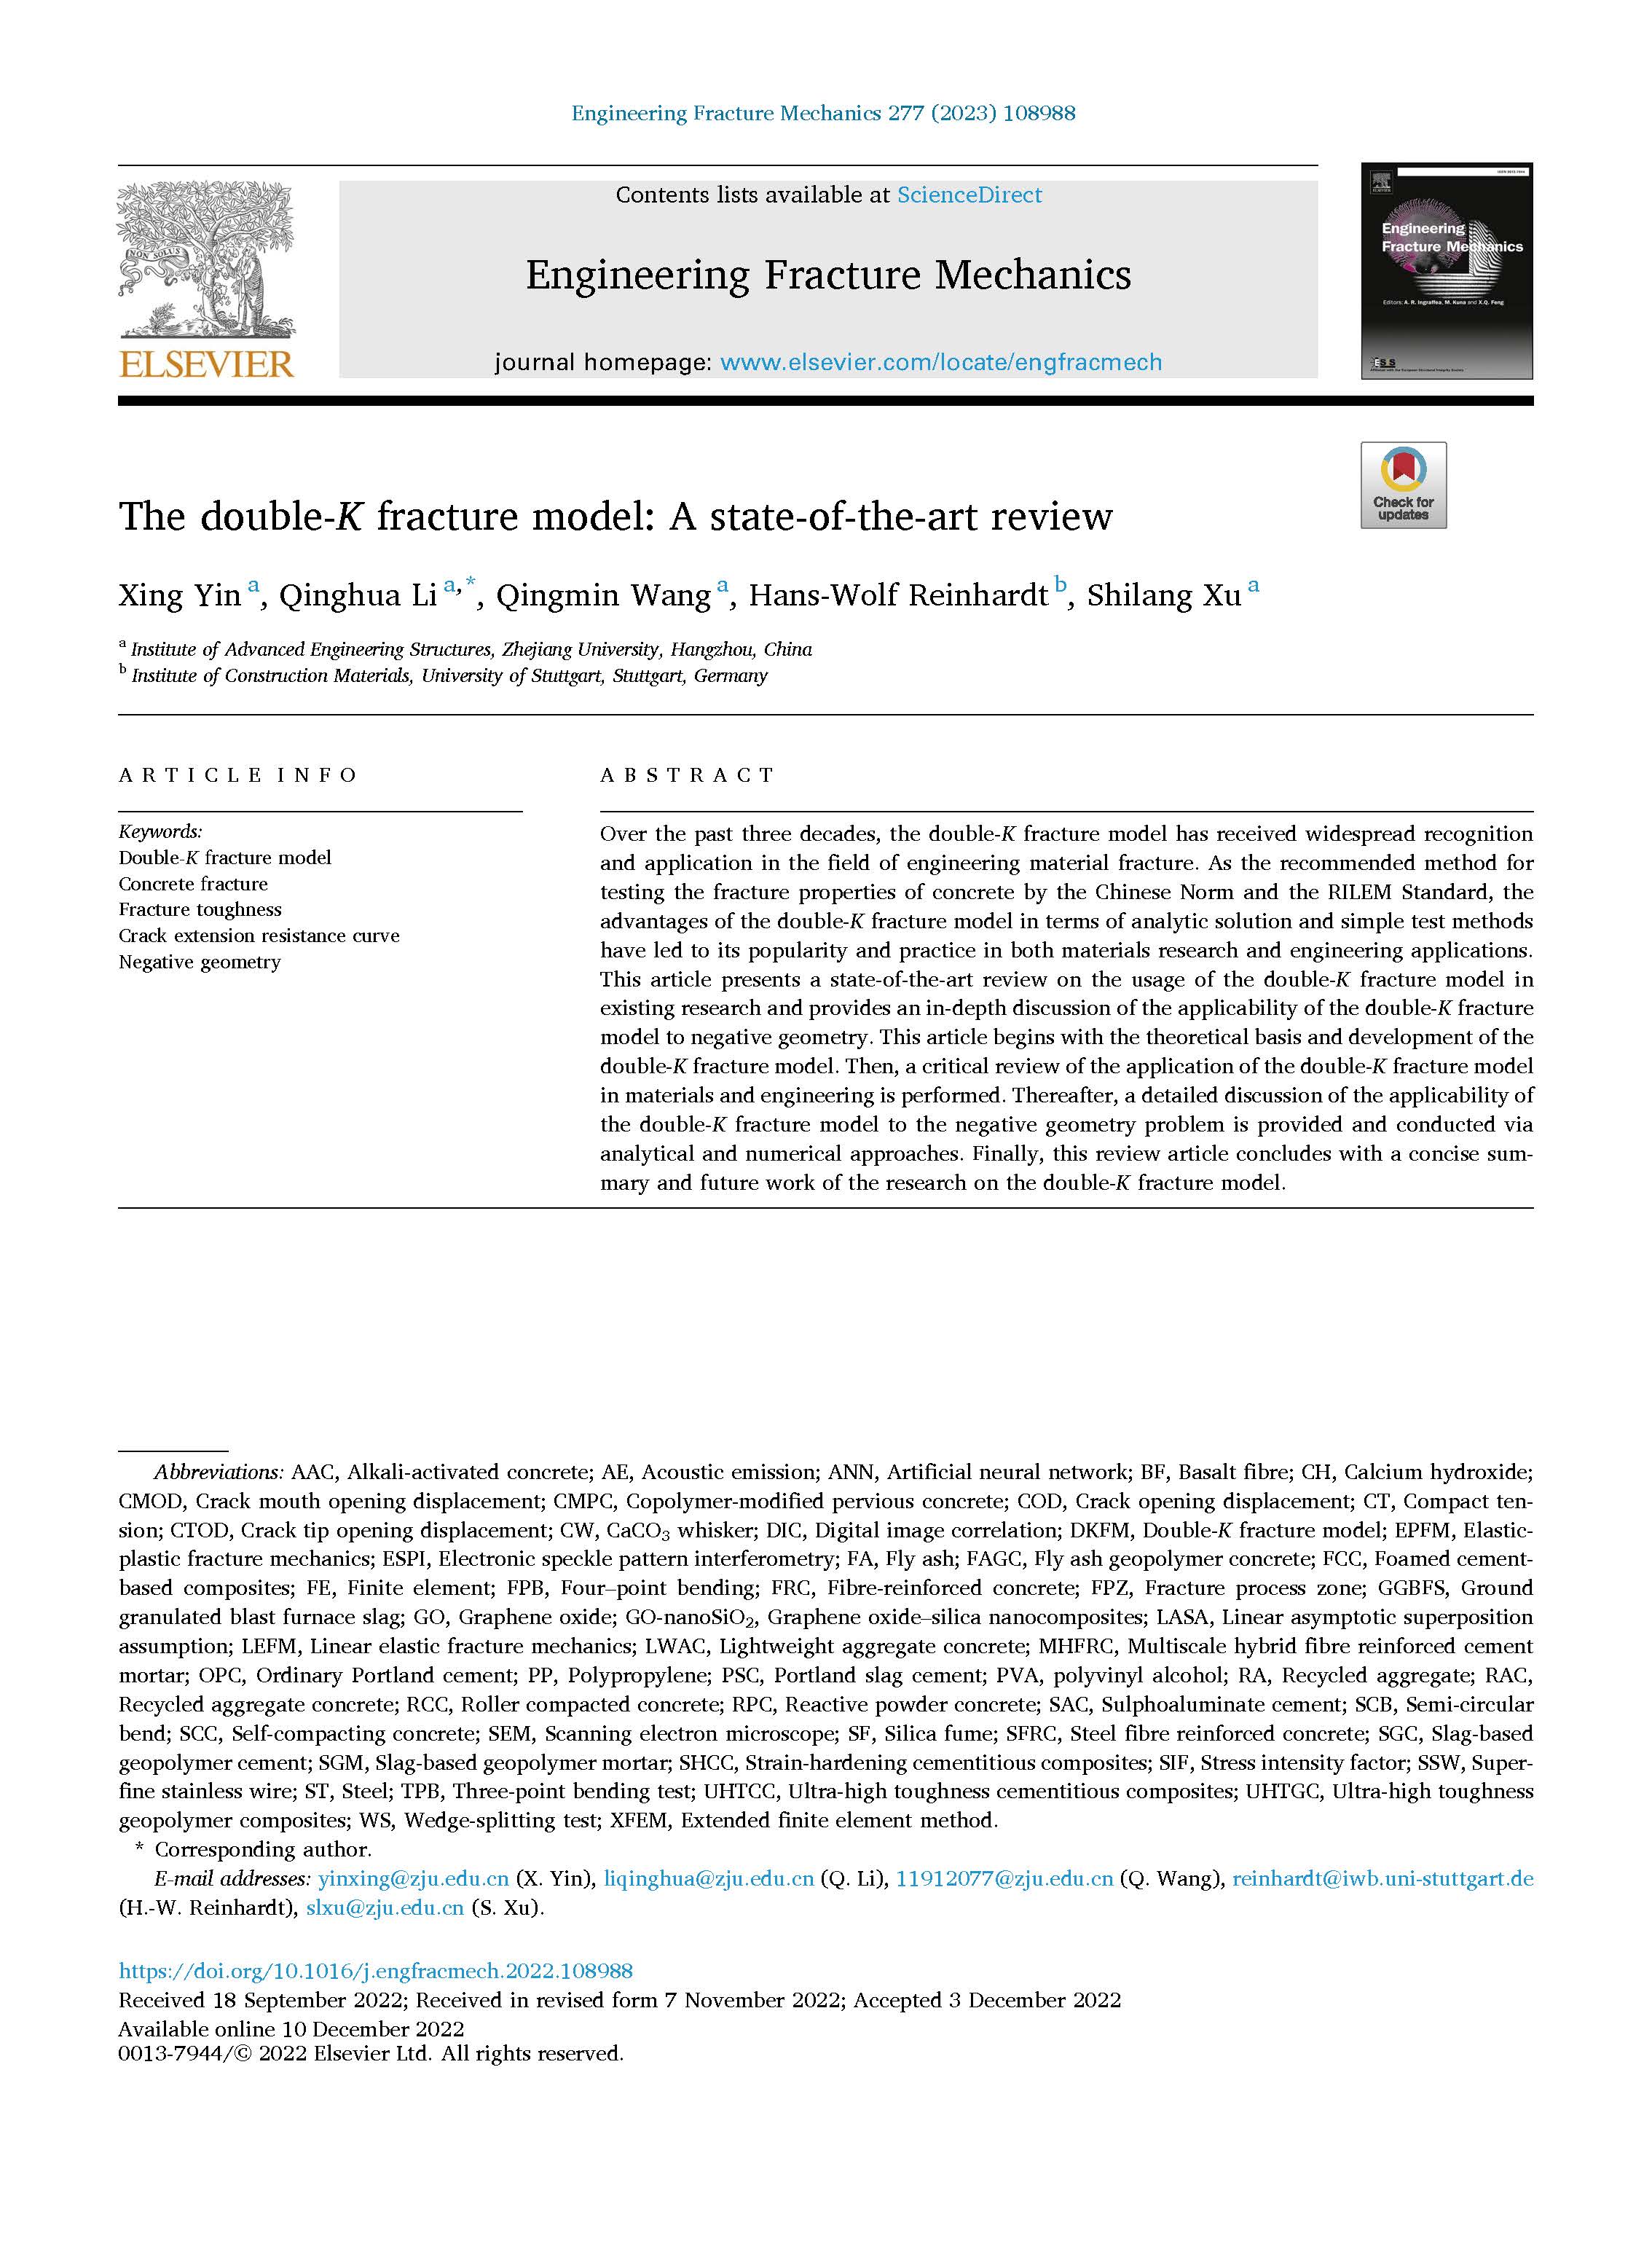 Engineering Fracture Mechanics 277 (2023) 108988
Contents lists available at ScienceDirect
Engineering Fracture Mechanics
journal homepage: www.elsevier.com/locate/engfracmech
NON SOLUS
ELSEVIER
Engineering
Fracture Mechanics
Editors: A. R. Ingraffea, M. Kuna and X.Q. Feng
ESIS
Check for
updates
The double-K fracture model: A state-of-the-art review
Xing Yin a, Qinghua Li a,*, Qingmin Wang a, Hans-Wolf Reinhardt b, Shilang Xu a
a Institute of Advanced Engineering Structures, Zhejiang University, Hangzhou, China
b Institute of Construction Materials, University of Stuttgart, Stuttgart, Germany
ARTICLE INFO
Keywords:
Double-K fracture model
Concrete fracture
Fracture toughness
Crack extension resistance curve
Negative geometry
ABSTRACT
Over the past three decades, the double-K fracture model has received widespread recognition
and application in the field of engineering material fracture. As the recommended method for
testing the fracture properties of concrete by the Chinese Norm and the RILEM Standard, the
advantages of the double-K fracture model in terms of analytic solution and simple test methods
have led to its popularity and practice in both materials research and engineering applications.
This article presents a state-of-the-art review on the usage of the double-K fracture model in
existing research and provides an in-depth discussion of the applicability of the double-K fracture
model to negative geometry. This article begins with the theoretical basis and development of the
double-K fracture model. Then, a critical review of the application of the double-K fracture model
in materials and engineering is performed. Thereafter, a detailed discussion of the applicability of
the double-K fracture model to the negative geometry problem is provided and conducted via
analytical and numerical approaches. Finally, this review article concludes with a concise sum-
mary and future work of the research on the double-K fracture model.
Abbreviations: AAC, Alkali-activated concrete; AE, Acoustic emission; ANN, Artificial neural network; BF, Basalt fibre; CH, Calcium hydroxide;
CMOD, Crack mouth opening displacement; CMPC, Copolymer-modified pervious concrete; COD, Crack opening displacement; CT, Compact ten-
sion; CTOD, Crack tip opening displacement; CW, CaCO3 whisker; DIC, Digital image correlation; DKFM, Double-K fracture model; EPFM, Elastic-
plastic fracture mechanics; ESPI, Electronic speckle pattern interferometry; FA, Fly ash; FAGC, Fly ash geopolymer concrete; FCC, Foamed cement-
based composites; FE, Finite element; FPB, Four–point bending; FRC, Fibre-reinforced concrete; FPZ, Fracture process zone; GGBFS, Ground
granulated blast furnace slag; GO, Graphene oxide; GO-nanoSiO2, Graphene oxide–silica nanocomposites; LASA, Linear asymptotic superposition
assumption; LEFM, Linear elastic fracture mechanics; LWAC, Lightweight aggregate concrete; MHFRC, Multiscale hybrid fibre reinforced cement
mortar; OPC, Ordinary Portland cement; PP, Polypropylene; PSC, Portland slag cement; PVA, polyvinyl alcohol; RA, Recycled aggregate; RAC,
Recycled aggregate concrete; RCC, Roller compacted concrete; RPC, Reactive powder concrete; SAC, Sulphoaluminate cement; SCB, Semi-circular
bend; SCC, Self-compacting concrete; SEM, Scanning electron microscope; SF, Silica fume; SFRC, Steel fibre reinforced concrete; SGC, Slag-based
geopolymer cement; SGM, Slag-based geopolymer mortar; SHCC, Strain-hardening cementitious composites; SIF, Stress intensity factor; SSW, Super-
fine stainless wire; ST, Steel; TPB, Three-point bending test; UHTCC, Ultra-high toughness cementitious composites; UHTGC, Ultra-high toughness
geopolymer composites; WS, Wedge-splitting test; XFEM, Extended finite element method.
* Corresponding author.
E-mail addresses: yinxing@zju.edu.cn (X. Yin), liqinghua@zju.edu.cn (Q. Li), 11912077@zju.edu.cn (Q. Wang), reinhardt@iwb.uni-stuttgart.de
(H.-W. Reinhardt), slxu@zju.edu.cn (S. Xu).
https://doi.org/10.1016/j.engfracmech.2022.108988
Received 18 September 2022; Received in revised form 7 November 2022; Accepted 3 December 2022
Available online 10 December 2022
0013-7944/© 2022 Elsevier Ltd. All rights reserved.